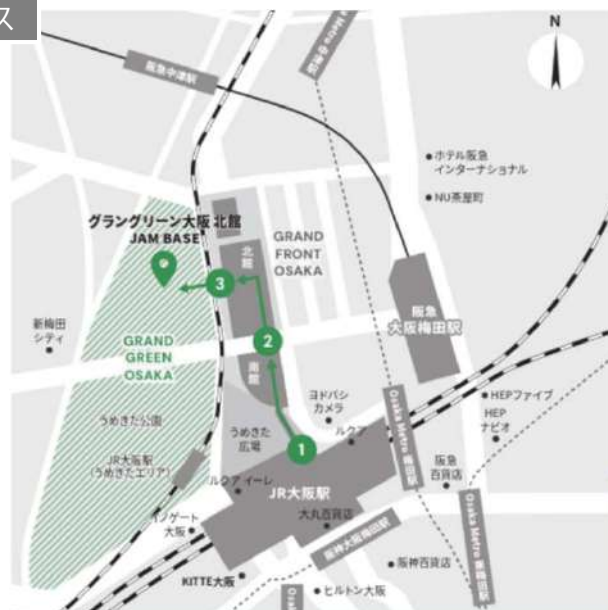 ス
N
阪急中津駅
ホテル阪急
インターナショナル
NU茶屋町
グラングリーン大阪 北館
JAM BASE
北館
GRAND
FRONT
OSAKA
3
阪急
大阪梅田駅
新梅田
シティ
GRAND
GREEN
OSAKA
2
南館
ヨドバシ
カメラ
HEPファイブ
HEP
ナビオ
うめきた公園
うめきた
広場
1
ルクア
Osaka Metro 梅田駅
JR大阪駅
(うめきたエリア)
ルクア イーレ
JR大阪駅
阪急
百貨店
イノゲート
大阪
大丸百貨店
阪神大阪梅田駅
Osaka Metro 東梅田駅
阪神百貨店
KITTE大阪
ヒルトン大阪
Osaka